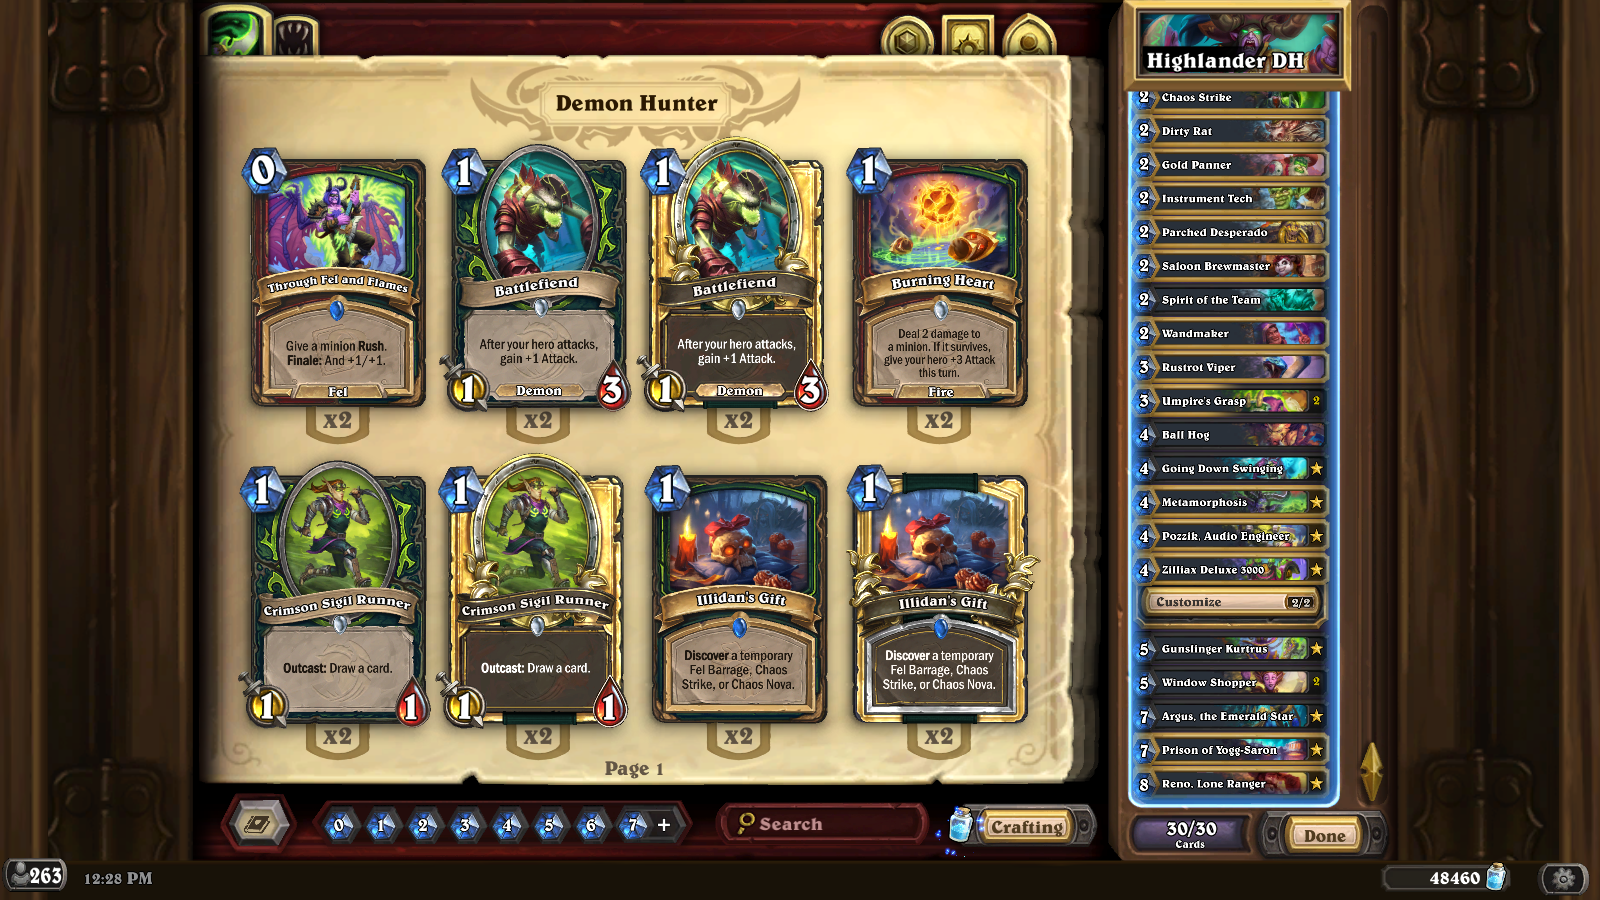 Demon Hunter
0
Through Fel and Flames
Give a minion Rush.
Finale: And +1/+1.
Fel
x2
1
Battlefiend
After your hero attacks,
gain +1 Attack.
1
Demon
3
x2
1
Battlefiend
After your hero attacks,
gain +1 Attack.
1
Demon
3
x2
1
Burning Heart
Deal 2 damage to
a minion. If it survives,
give your hero +3 Attack
this turn.
Fire
x2
1
Crimson Sigil Runner
Outcast: Draw a card.
1
1
x2
1
Crimson Sigil Runner
Outcast: Draw a card.
1
1
x2
1
Illidan's Gift
Discover a temporary
Fel Barrage, Chaos
Strike, or Chaos Nova.
x2
1
Illidan's Gift
Discover a temporary
Fel Barrage, Chaos
Strike, or Chaos Nova.
x2
Page 1
0 1 2 3 4 5 6 7 +
Search
Crafting
Highlander DH
2 Chaos Strike
2 Dirty Rat
2 Gold Panner
2 Instrument Tech
2 Parched Desperado
2 Saloon Brewmaster
2 Spirit of the Team
2 Wandmaker
3 Rustrot Viper
3 Umpire's Grasp 2
4 Ball Hog
4 Going Down Swinging
4 Metamorphosis
4 Pozzik, Audio Engineer
4 Zilliax Deluxe 3000
Customize 2/2
5 Gunslinger Kurtrus
5 Window Shopper 2
7 Argus, the Emerald Star
7 Prison of Yogg-Saron
8 Reno, Lone Ranger
30/30
Cards
Done
263
12:28 PM
48460